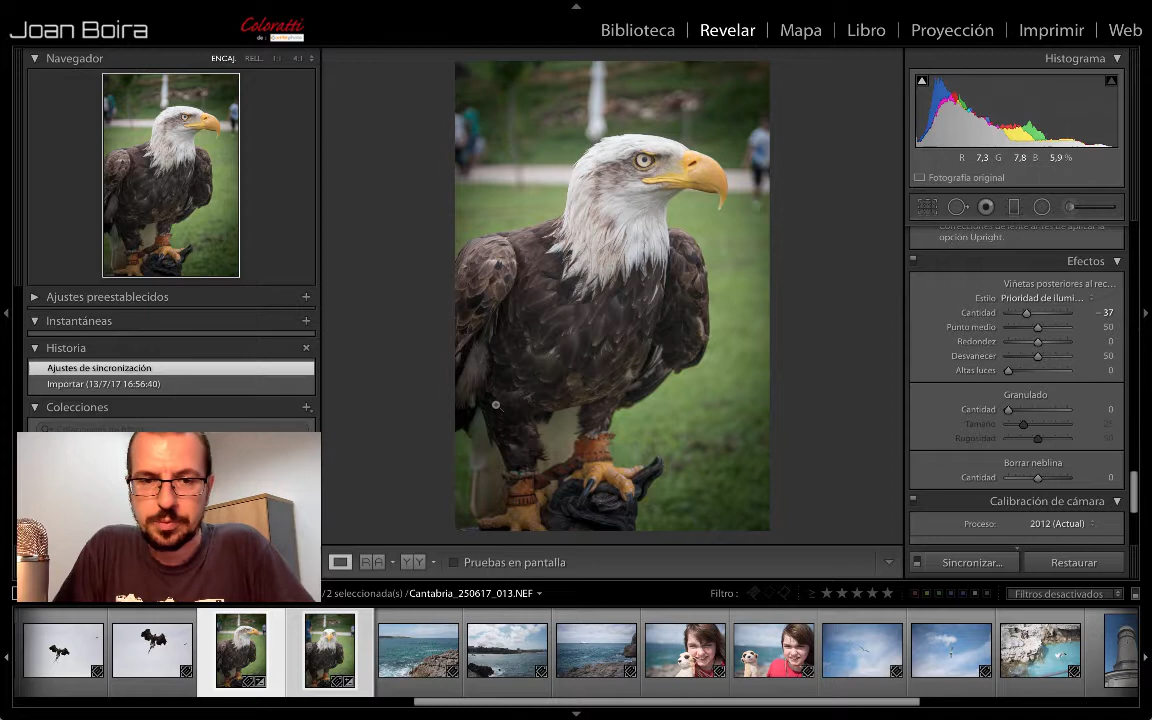 Joan Boira
Coloratti
Biblioteca | Revelar | Mapa | Libro | Proyección | Imprimir | Web
Navegador
ENCAJ. RELL. 1:1 4:1
Histograma
R 7,3 G 7,8 B 5,9 %
Fotografía original
opción Upright.
Efectos
Viñetas posteriores al rec...
Estilo Prioridad de ilumi...
Cantidad - 37
Punto medio 50
Redondez 0
Desvanecer 50
Altas luces 0
Granulado
Cantidad 0
Tamaño 25
Rugosidad 50
Borrar neblina
Cantidad 0
Calibración de cámara
Proceso: 2012 (Actual)
Sincronizar...
Restaurar
Ajustes preestablecidos
Instantáneas
Historia
Ajustes de sincronización
Importar (13/7/17 16:56:40)
Colecciones
Pruebas en pantalla
/2 seleccionada(s) /Cantabria_250617_013.NEF
Filtro :
Filtros desactivados